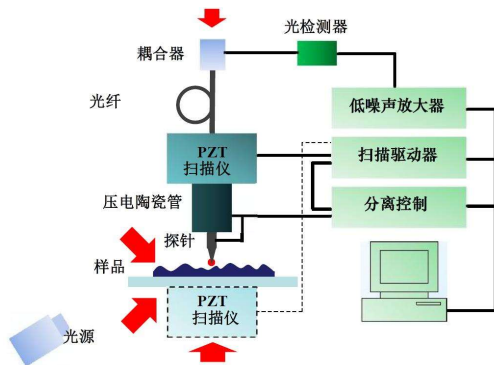 光检测器
耦合器
光纤
低噪声放大器
PZT
扫描仪
扫描驱动器
压电陶瓷管
分离控制
探针
样品
PZT
扫描仪
光源